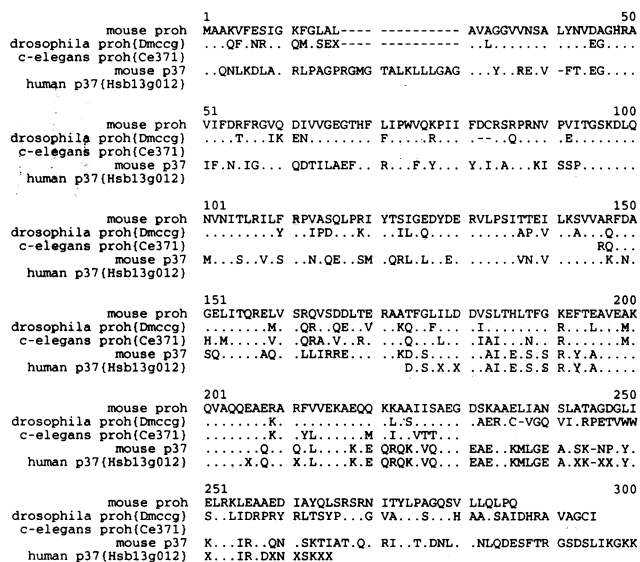 1 50
mouse proh MAAKVFESIG KFGLAL---- ---------- AVAGGVVNSA LYNVDAGHRA
drosophila proh{Dmccg} ...QF.NR.. QM.SEX---- ---------- ...L...... ....EG....
c-elegans proh{Ce371}
mouse p37 ..QNLKDLA. RLPAGPRGMG TALKLLLGAG ...Y..RE.V -FT.EG....
human p37{Hsb13g012}
51 100
mouse proh VIFDRFRGVQ DIVVGEGTHF LIPWVQKPII FDCRSRPRNV PVITGSKDLQ
drosophila proh{Dmccg} ....T...IK EN........ F.....R... ..--..Q... ...E......
c-elegans proh{Ce371}
mouse p37 IF.N.IG... QDTILAEF.. R...F.Y... Y.I.A...KI SSP.......
human p37{Hsb13g012}
101 150
mouse proh NVNITLRILF RPVASQLPRI YTSIGEDYDE RVLPSITTEI LKSVVARFDA
drosophila proh{Dmccg} .........Y ..IPD...K. ..IL.Q.... .....AP.V ..A...Q...
c-elegans proh{Ce371} RQ...
mouse p37 M...S..V.S ..N.QE..SM .QRL.L..E. .....VN.V .....K.N.
human p37{Hsb13g012}
151 200
mouse proh GELITQRELV SRQVSDDLTE RAATFGLILD DVSLTHLTFG KEFTEAVEAK
drosophila proh{Dmccg} ........M. .QR..QE..V .KQ..F.... .I........ R....L..M.
c-elegans proh{Ce371} H.M.....V. .QRA.V..R. ..Q..L.... .IAI...N.. R.......M.
mouse p37 SQ.....AQ. .LLIRRE... ..KD.S.... ..AI.E.S.S R.Y.A.....
human p37{Hsb13g012} D.S.X.X ..AI.E.S.S R.Y.A.....
201 250
mouse proh QVAQQEAERA RFVVEKAEQQ KKAAIISAEG DSKAAELIAN SLATAGDGLI
drosophila proh{Dmccg} .......K.. .......... ..L.S..... ..AER.C-VGQ VI.RPETVWW
c-elegans proh{Ce371} .......K.. .YL......M ..I..VTT..
mouse p37 .....Q.. .Q.L....K.E QRQK.VQ... EAE..KMLGE A.SK-NP.Y.
human p37{Hsb13g012} ....X.Q.. .X.L....K.E QRQK.VQ... EAE..KMLGE A.XK-XX.Y.
251 300
mouse proh ELRKLEAAED IAYQLSRSRN ITYLPAGQSV LLQLPQ
drosophila proh{Dmccg} S..LIDRPRY RLTSYP...G VA...S...H AA.SAIDHRA VAGCI
c-elegans proh{Ce371}
mouse p37 K...IR..QN .SKTIAT.Q. RI..T.DNL. .NLQDESFTR GSDSLIKGKK
human p37{Hsb13g012} X...IR.DXN XSKXX